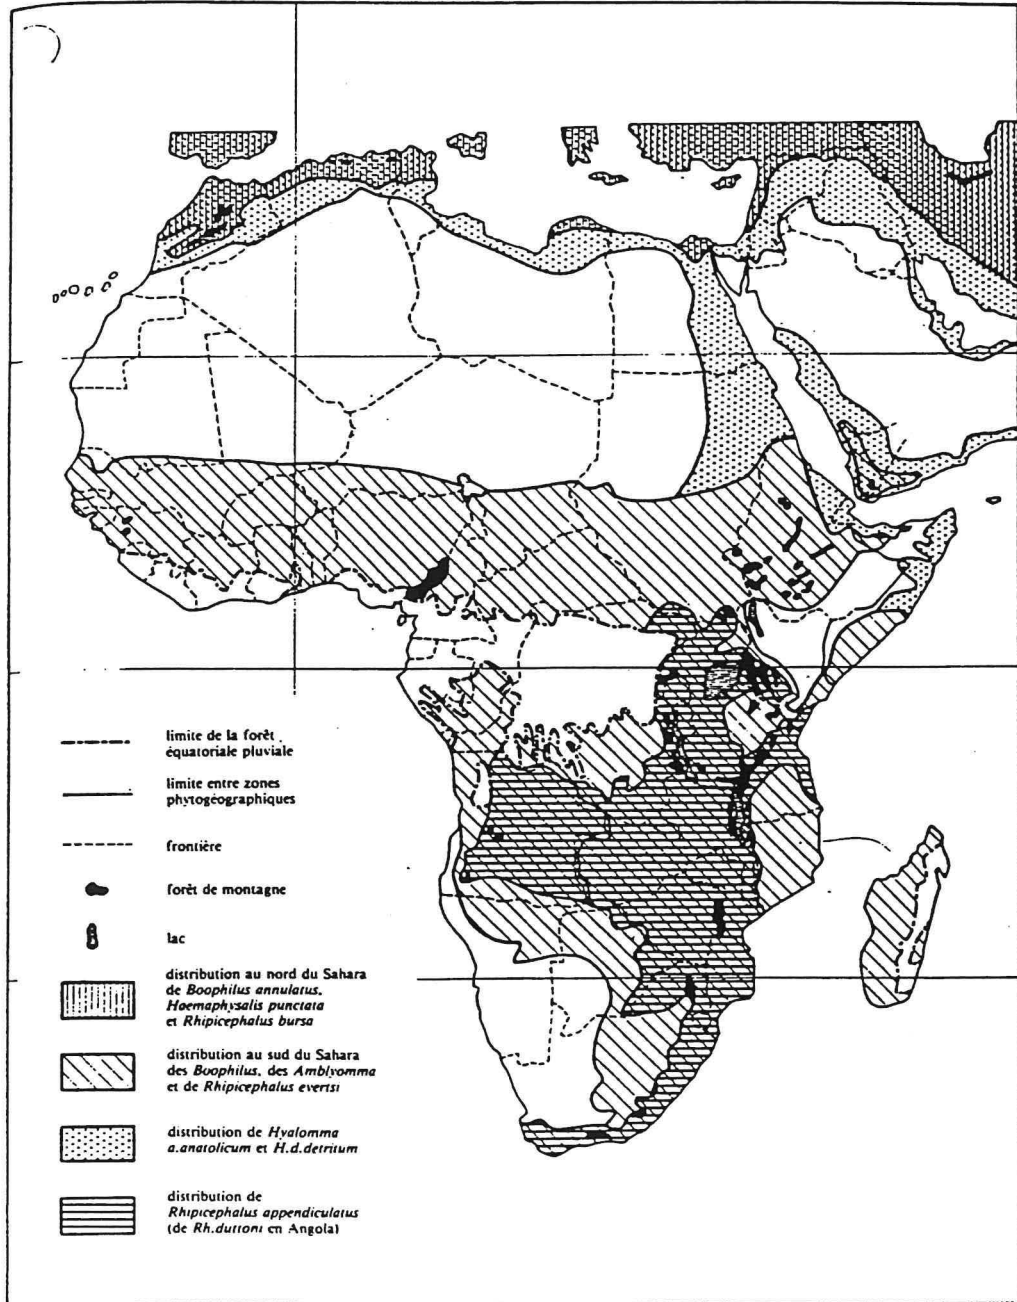 limite de la forêt
équatoriale pluviale
limite entre zones
phytogéographiques
frontière
forêt de montagne
lac
distribution au nord du Sahara
de Boophilus annulatus,
Haemaphysalis punctata
et Rhipicephalus bursa
distribution au sud du Sahara
des Boophilus, des Amblyomma
et de Rhipicephalus evertsi
distribution de Hyalomma
a.anatolicum et H.d.detritum
distribution de
Rhipicephalus appendiculatus
(de Rh.duttoni en Angola)